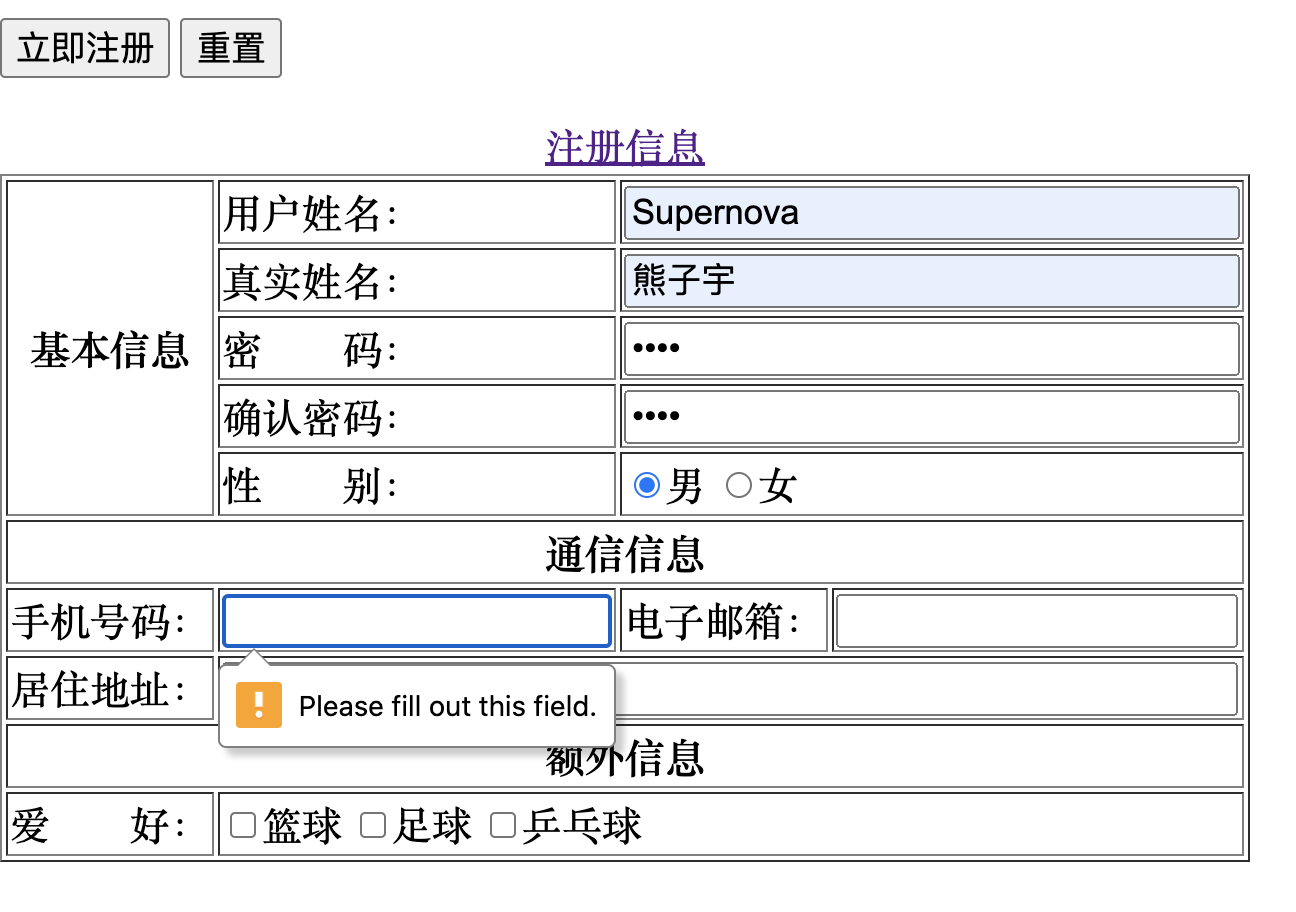 立即注册 重置
注册信息
基本信息
用户姓名： Supernova
真实姓名： 熊子宇
密　　码： ••••
确认密码： ••••
性　　别： 男 女
通信信息
手机号码： 电子邮箱：
居住地址：
Please fill out this field.
额外信息
爱　　好： 篮球 足球 乒乓球